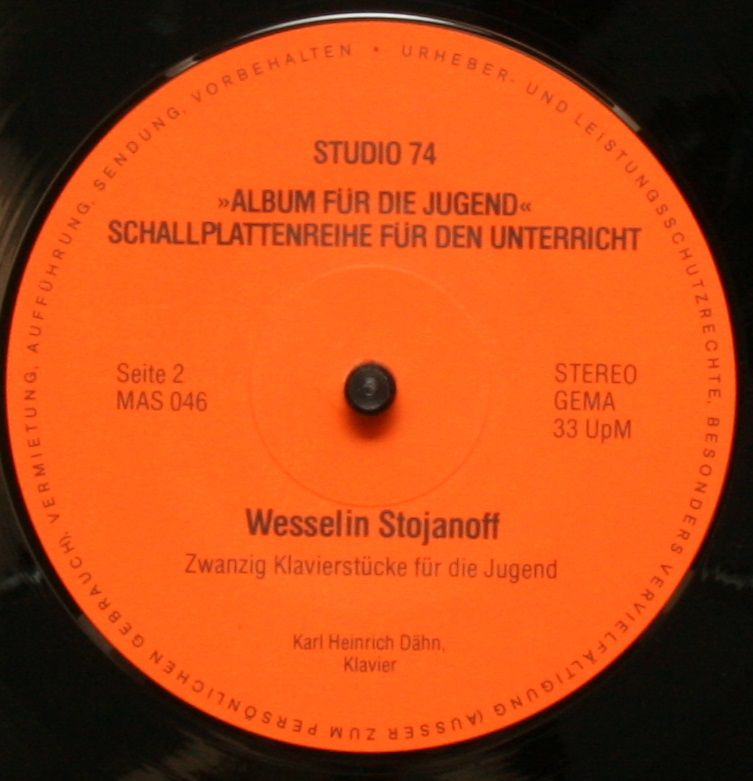 URHEBER- UND LEISTUNGSSCHUTZRECHTE, BESONDERS VERVIELFÄLTIGUNG (AUSSER ZUM PERSÖNLICHEN GEBRAUCH), VERMIETUNG, AUFFÜHRUNG, SENDUNG, VORBEHALTEN •
STUDIO 74
»ALBUM FÜR DIE JUGEND«
SCHALLPLATTENREIHE FÜR DEN UNTERRICHT
Seite 2
MAS 046
STEREO
GEMA
33 UpM
Wesselin Stojanoff
Zwanzig Klavierstücke für die Jugend
Karl Heinrich Dähn,
Klavier